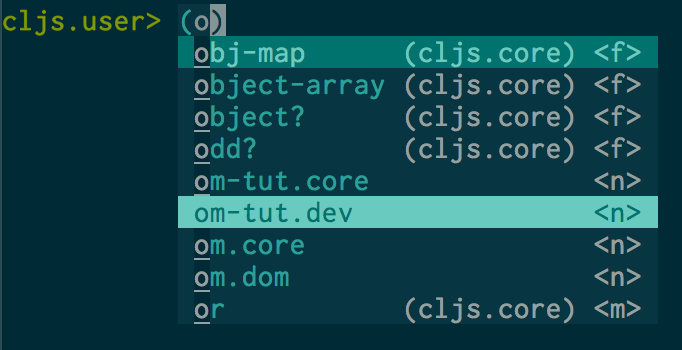 cljs.user> (o)
obj-map (cljs.core) <f>
object-array (cljs.core) <f>
object? (cljs.core) <f>
odd? (cljs.core) <f>
om-tut.core <n>
om-tut.dev <n>
om.core <n>
om.dom <n>
or (cljs.core) <m>